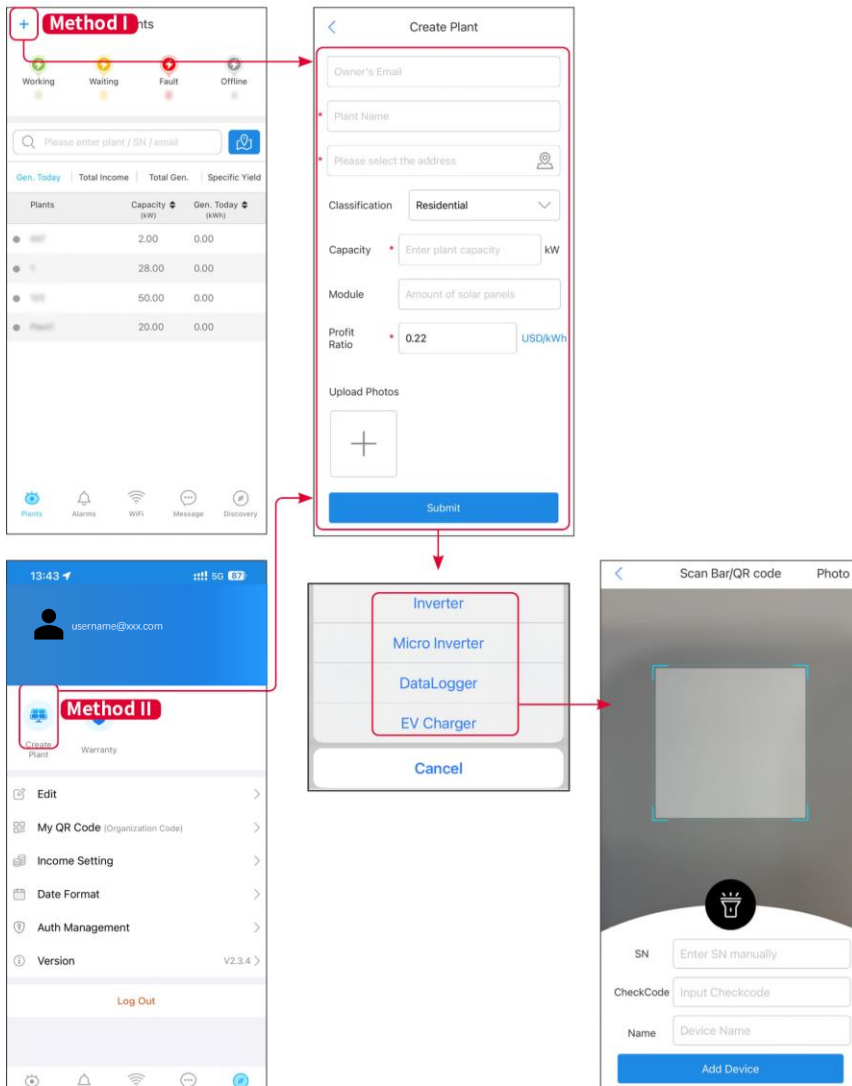 +
Method I
nts
Working
Waiting
Fault
Offline
Please enter plant / SN / email
Gen. Today
Total Income
Total Gen.
Specific Yield
Plants
Capacity (kW)
Gen. Today (kWh)
2.00 0.00
28.00 0.00
50.00 0.00
20.00 0.00
Plants
Alarms
WiFi
Message
Discovery
Create Plant
Owner's Email
* Plant Name
* Please select the address
Classification Residential
Capacity * Enter plant capacity kW
Module Amount of solar panels
Profit Ratio * 0.22 USD/kWh
Upload Photos
+
Submit
13:43 5G 87
username@xxx.com
Method II
Create Plant
Warranty
Edit
My QR Code (Organization Code)
Income Setting
Date Format
Auth Management
Version V2.3.4
Log Out
Inverter
Micro Inverter
DataLogger
EV Charger
Cancel
Scan Bar/QR code Photo
SN Enter SN manually
CheckCode Input Checkcode
Name Device Name
Add Device